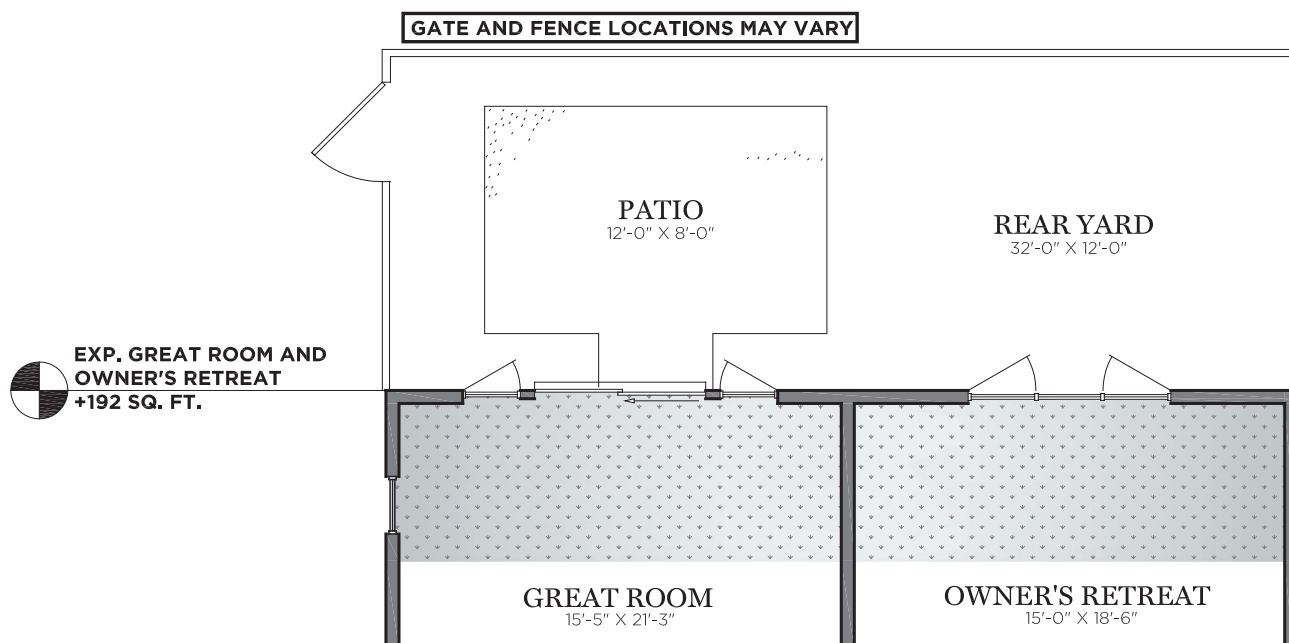 GATE AND FENCE LOCATIONS MAY VARY
PATIO
12'-0" X 8'-0"
REAR YARD
32'-0" X 12'-0"
EXP. GREAT ROOM AND
OWNER'S RETREAT
+192 SQ. FT.
GREAT ROOM
15'-5" X 21'-3"
OWNER'S RETREAT
15'-0" X 18'-6"